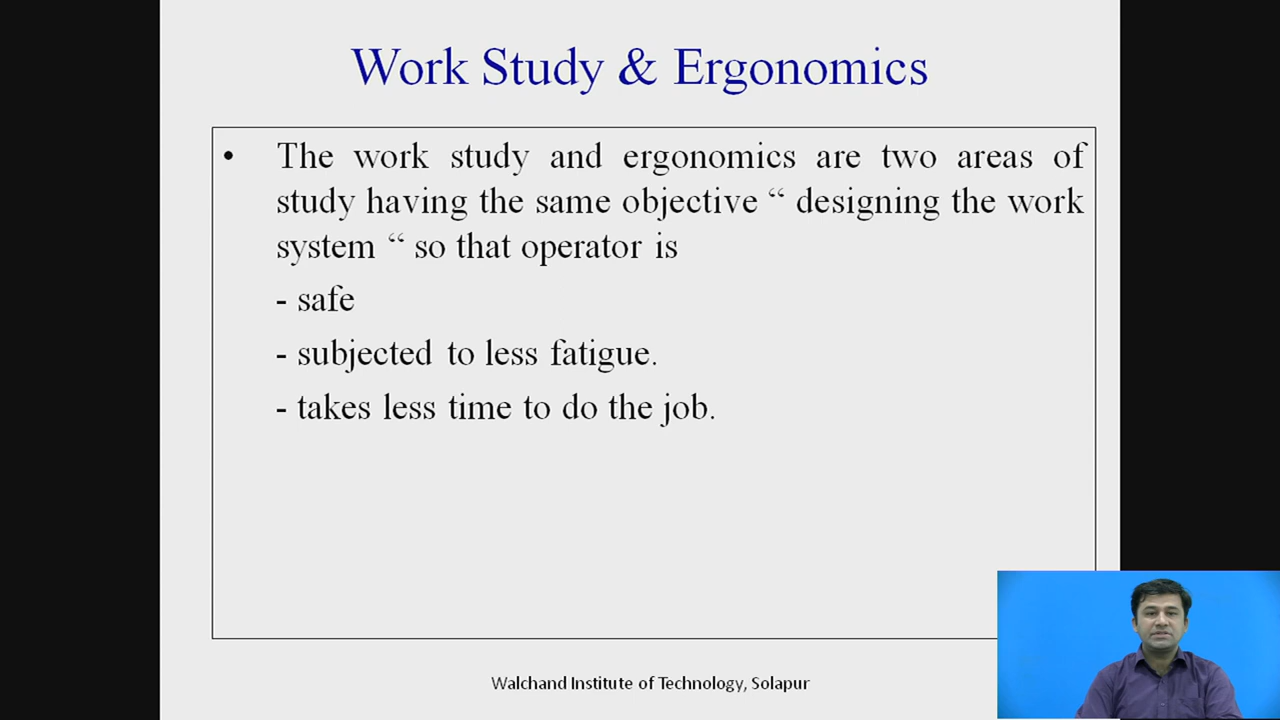 Work Study & Ergonomics
• The work study and ergonomics are two areas of
study having the same objective “ designing the work
system “ so that operator is
- safe
- subjected to less fatigue.
- takes less time to do the job.
Walchand Institute of Technology, Solapur